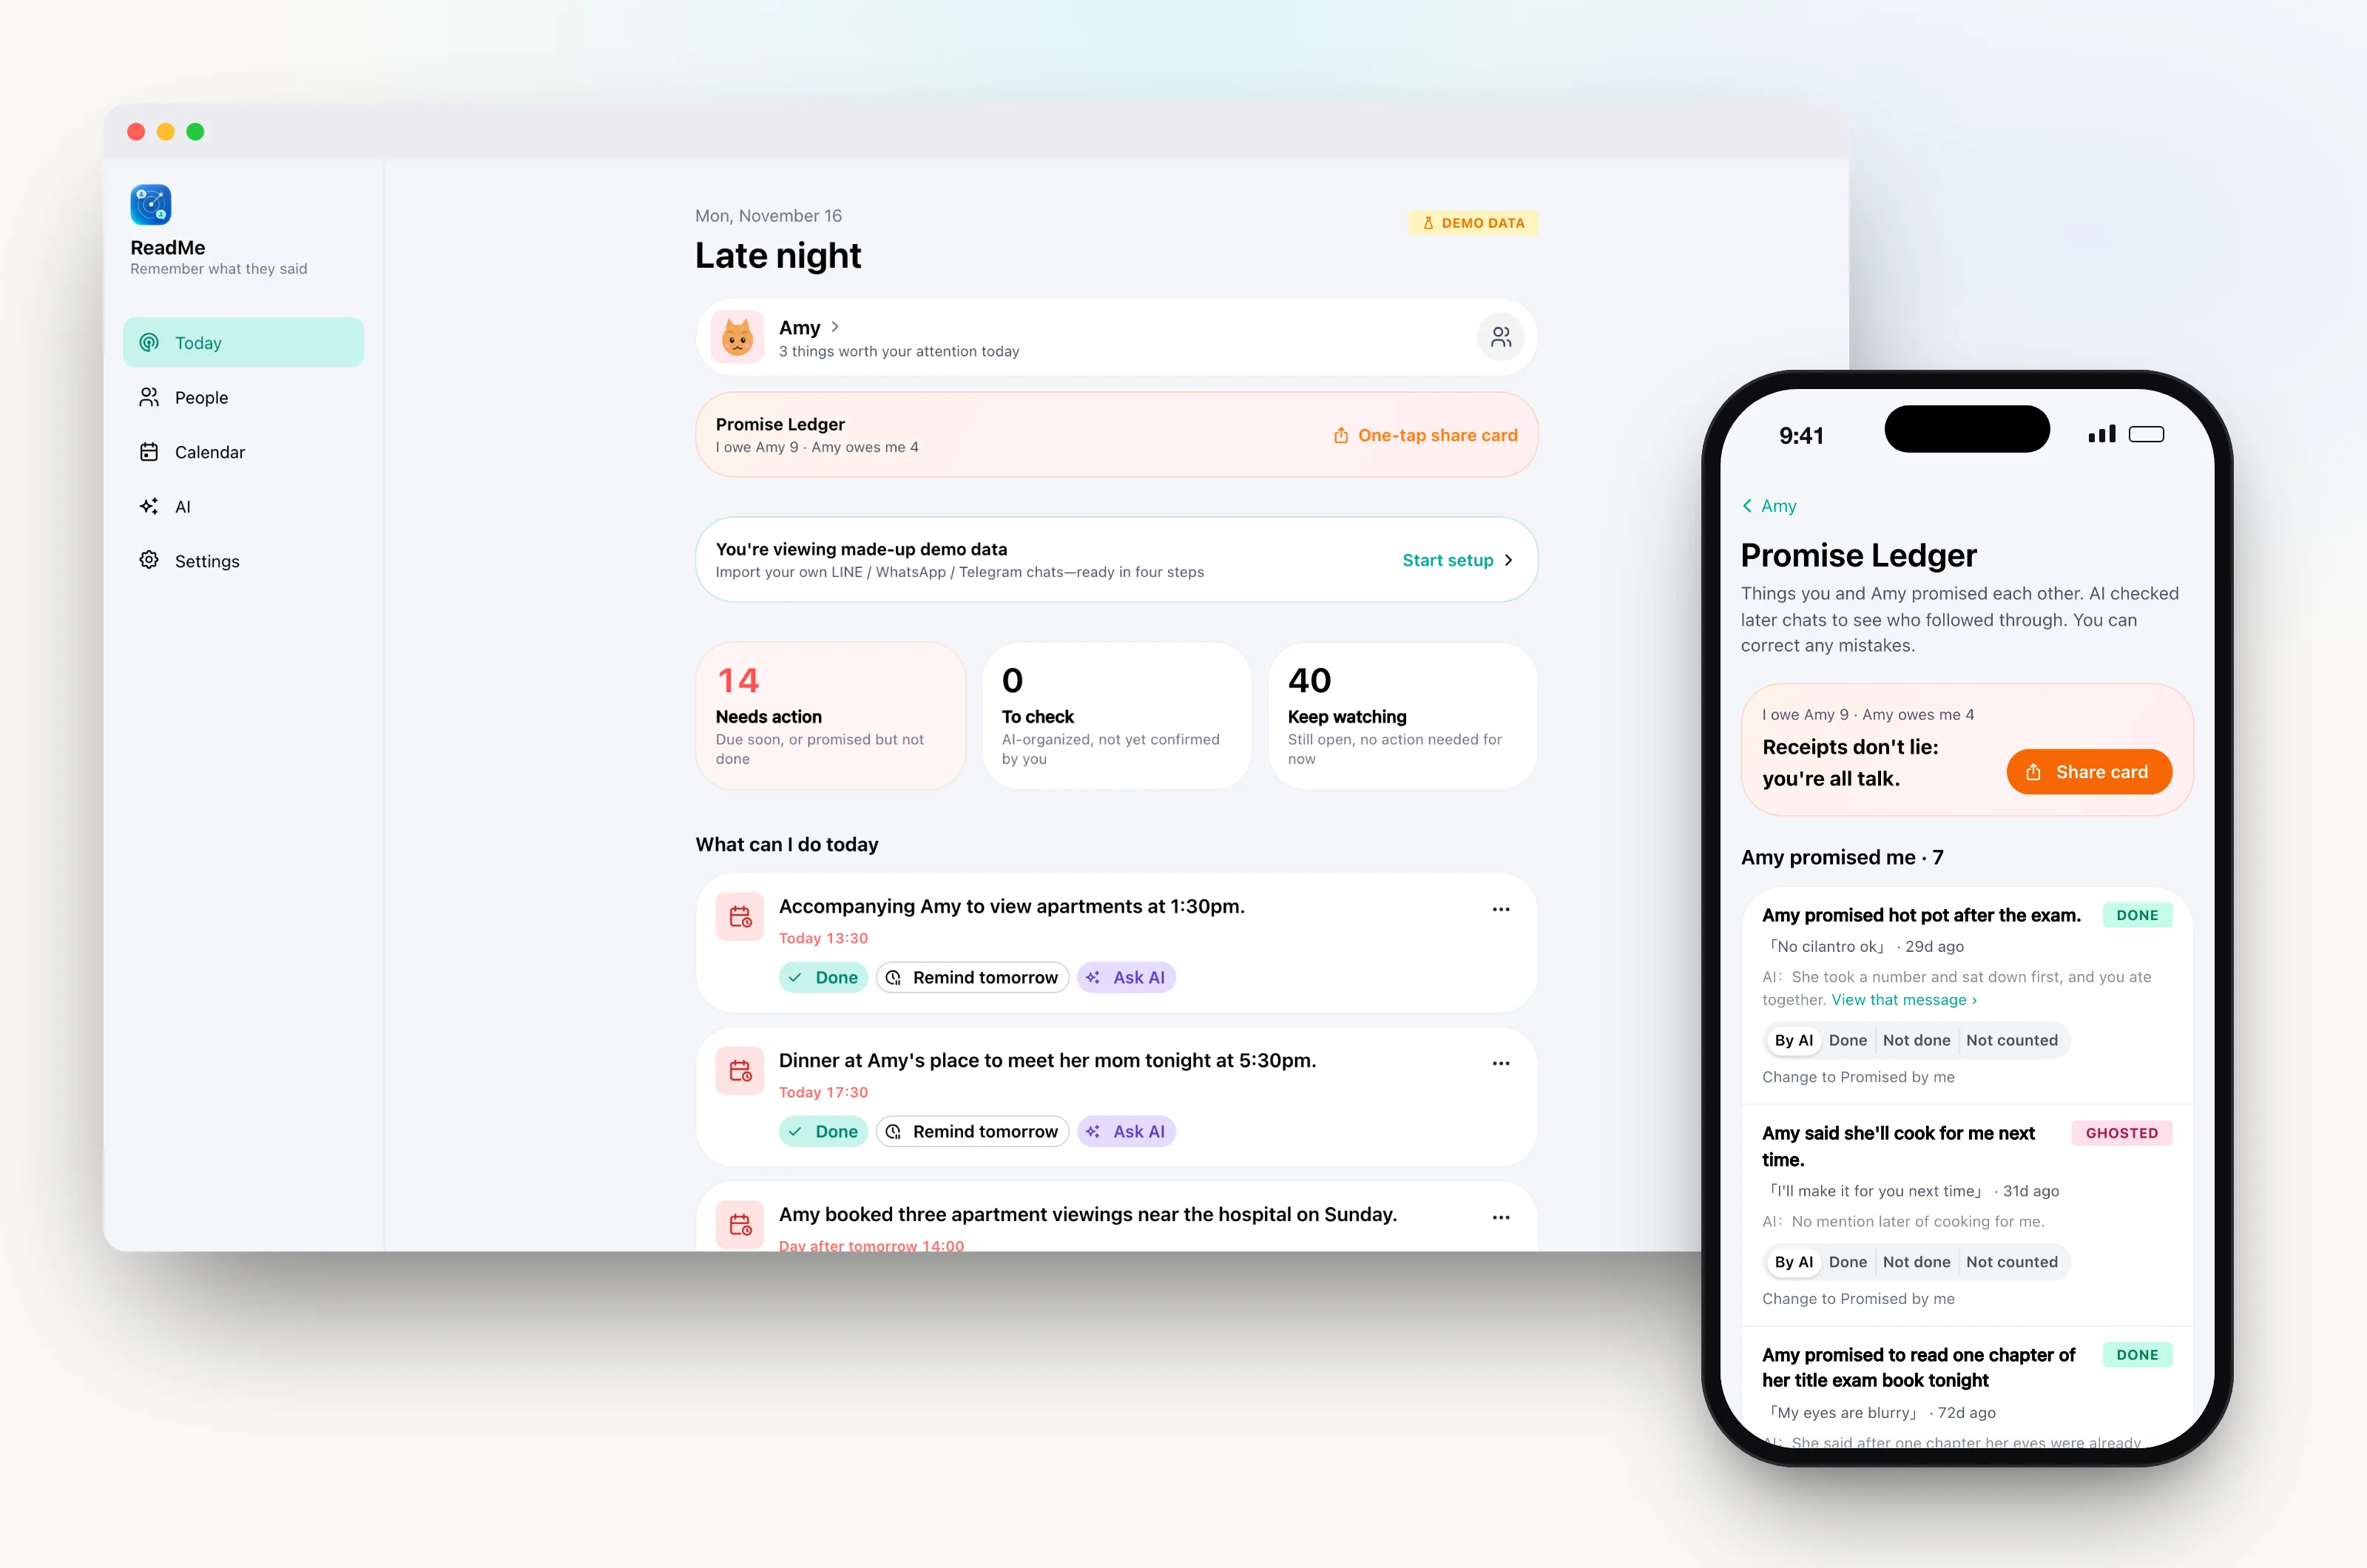 ReadMe
Remember what they said
Today
People
Calendar
AI
Settings
Mon, November 16
Late night
DEMO DATA
Amy
3 things worth your attention today
Promise Ledger
I owe Amy 9 · Amy owes me 4
One-tap share card
You're viewing made-up demo data
Import your own LINE / WhatsApp / Telegram chats—ready in four steps
Start setup
14
Needs action
Due soon, or promised but not
done
0
To check
AI-organized, not yet confirmed
by you
40
Keep watching
Still open, no action needed for
now
What can I do today
Accompanying Amy to view apartments at 1:30pm.
Today 13:30
Done
Remind tomorrow
Ask AI
Dinner at Amy's place to meet her mom tonight at 5:30pm.
Today 17:30
Done
Remind tomorrow
Ask AI
Amy booked three apartment viewings near the hospital on Sunday.
Day after tomorrow 14:00
9:41
Amy
Promise Ledger
Things you and Amy promised each other. AI checked
later chats to see who followed through. You can
correct any mistakes.
I owe Amy 9 · Amy owes me 4
Receipts don't lie:
you're all talk.
Share card
Amy promised me · 7
Amy promised hot pot after the exam.
DONE
「No cilantro ok」 · 29d ago
AI: She took a number and sat down first, and you ate
together. View that message ›
By AI
Done
Not done
Not counted
Change to Promised by me
Amy said she'll cook for me next
time.
GHOSTED
「I'll make it for you next time」 · 31d ago
AI: No mention later of cooking for me.
By AI
Done
Not done
Not counted
Change to Promised by me
Amy promised to read one chapter of
her title exam book tonight
DONE
「My eyes are blurry」 · 72d ago
AI: She said after one chapter her eyes were already